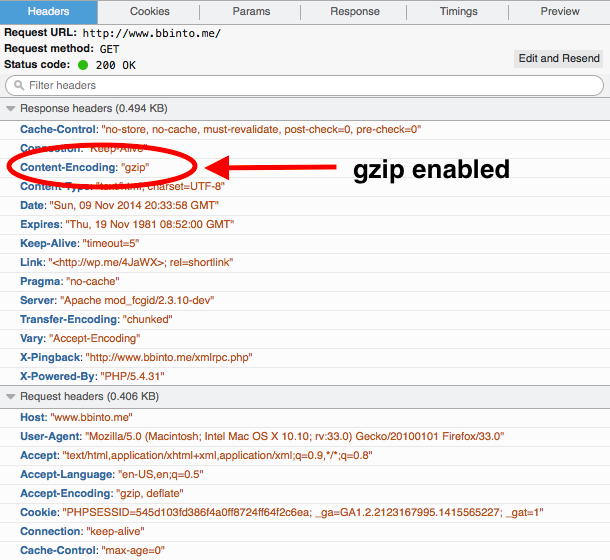 Headers Cookies Params Response Timings Preview
Request URL: http://www.bbinto.me/
Request method: GET
Status code: 200 OK
Edit and Resend
Filter headers
Response headers (0.494 KB)
Cache-Control: "no-store, no-cache, must-revalidate, post-check=0, pre-check=0"
Connection: "Keep-Alive"
Content-Encoding: "gzip"
gzip enabled
Content-Type: "text/html; charset=UTF-8"
Date: "Sun, 09 Nov 2014 20:33:58 GMT"
Expires: "Thu, 19 Nov 1981 08:52:00 GMT"
Keep-Alive: "timeout=5"
Link: "<http://wp.me/4JaWX>; rel=shortlink"
Pragma: "no-cache"
Server: "Apache mod_fcgid/2.3.10-dev"
Transfer-Encoding: "chunked"
Vary: "Accept-Encoding"
X-Pingback: "http://www.bbinto.me/xmlrpc.php"
X-Powered-By: "PHP/5.4.31"
Request headers (0.406 KB)
Host: "www.bbinto.me"
User-Agent: "Mozilla/5.0 (Macintosh; Intel Mac OS X 10.10; rv:33.0) Gecko/20100101 Firefox/33.0"
Accept: "text/html,application/xhtml+xml,application/xml;q=0.9,*/*;q=0.8"
Accept-Language: "en-US,en;q=0.5"
Accept-Encoding: "gzip, deflate"
Cookie: "PHPSESSID=545d103fd386f4a0ff8724ff64f2c6ea; _ga=GA1.2.2123167995.1415565227; _gat=1"
Connection: "keep-alive"
Cache-Control: "max-age=0"